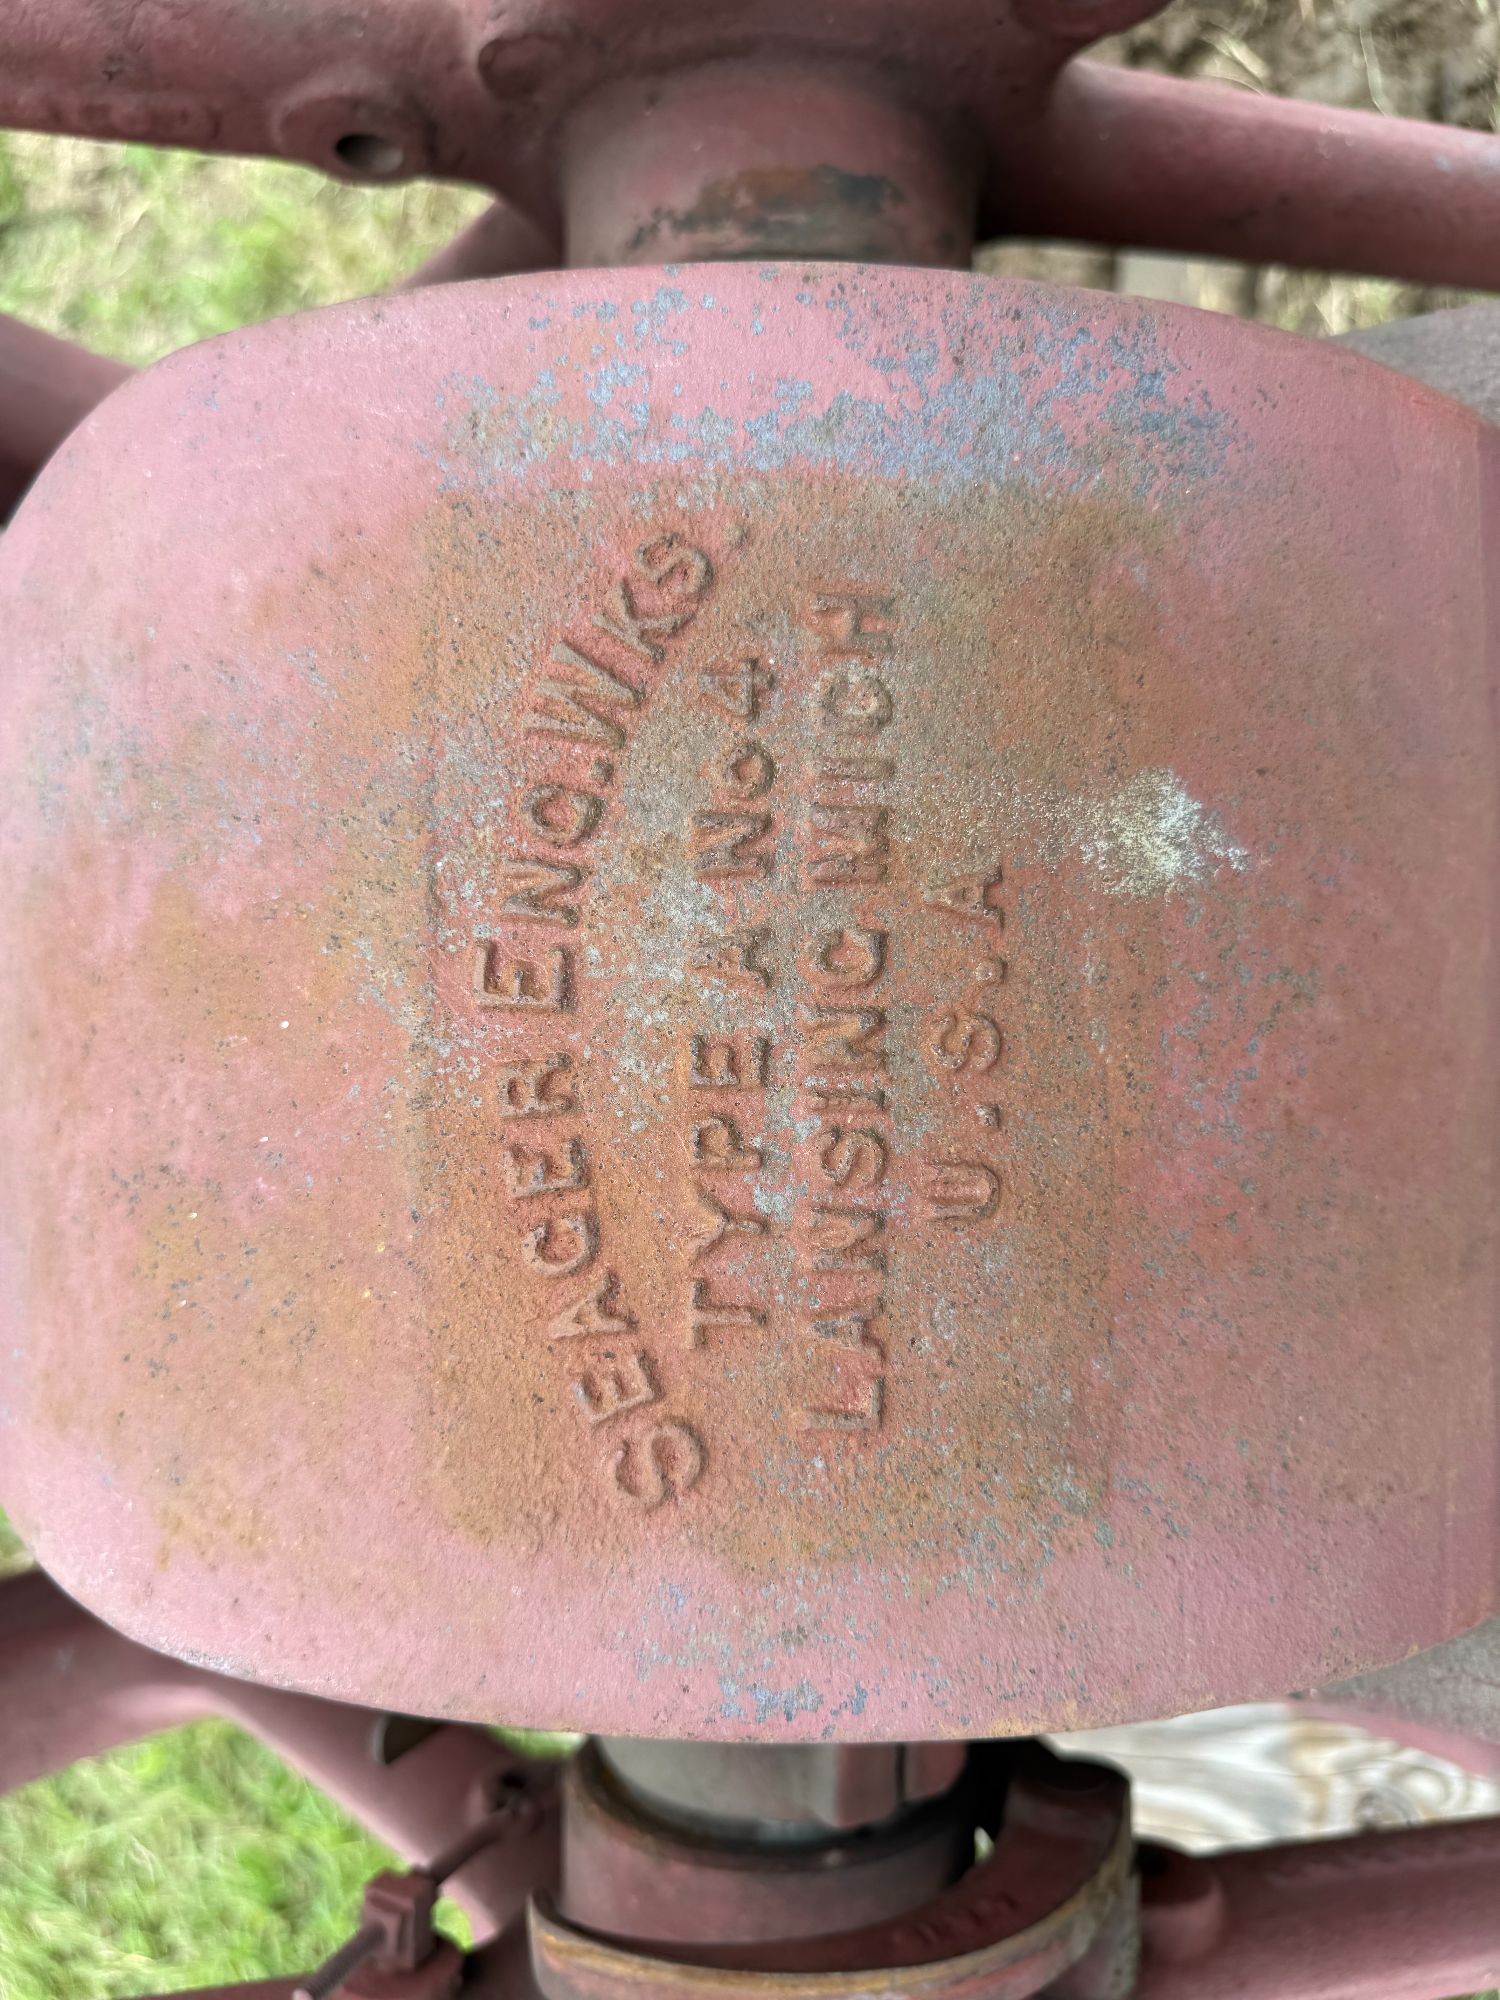 SEAGER ENG. WKS.
TYPE A No 4
LANSING MICH
U. S. A